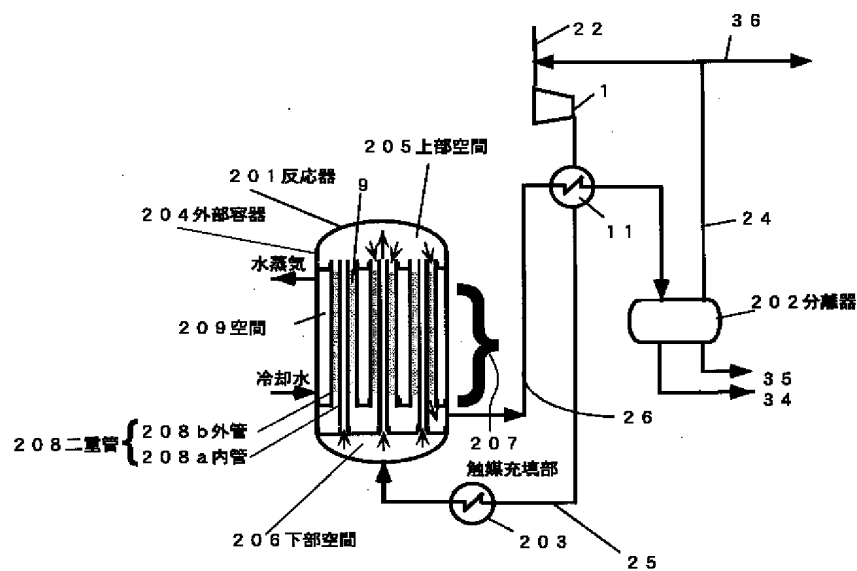 ２２
３６
１
２０５上部空間
２０１反応器
９
２０４外部容器
１１
２４
水蒸気
２０２分離器
２０９空間
冷却水
３５
３４
２６
２０８二重管
２０８ｂ外管
２０８ａ内管
２０７
触媒充填部
２０６下部空間
２０３
２５